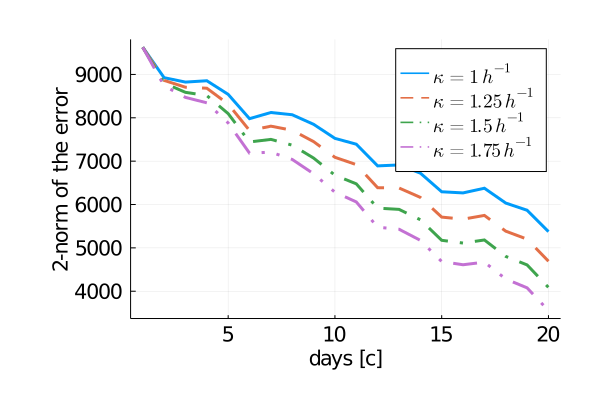 9000
8000
7000
6000
5000
4000
2-norm of the error
κ = 1 h⁻¹
κ = 1.25 h⁻¹
κ = 1.5 h⁻¹
κ = 1.75 h⁻¹
5 10 15 20
days [c]